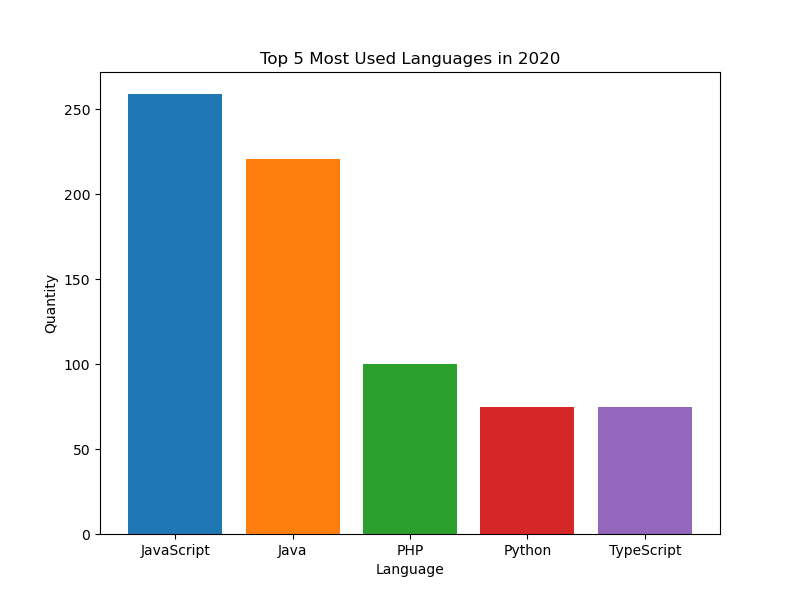 Top 5 Most Used Languages in 2020
Quantity
250
200
150
100
50
0
JavaScript Java PHP Python TypeScript
Language